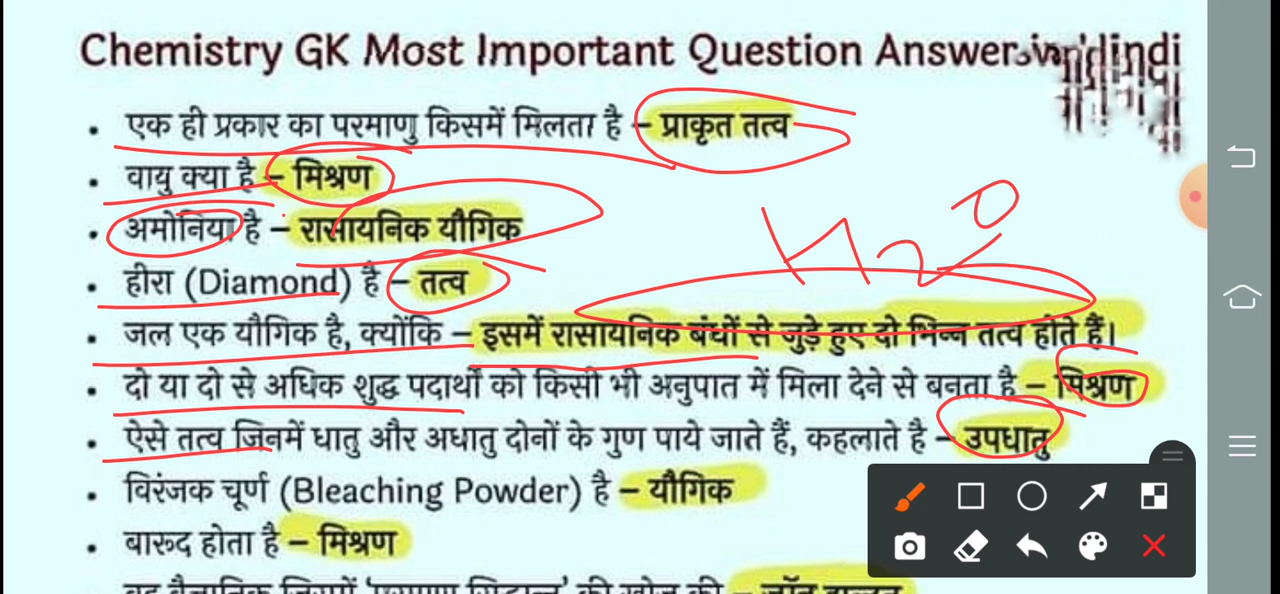 Chemistry GK Most Important Question Answer in Hindi
• एक ही प्रकार का परमाणु किसमें मिलता है – प्राकृत तत्व
• वायु क्या है – मिश्रण
• अमोनिया है – रासायनिक यौगिक
H2O
• हीरा (Diamond) है – तत्व
• जल एक यौगिक है, क्योंकि – इसमें रासायनिक बंधों से जुड़े हुए दो भिन्न तत्व होते हैं।
• दो या दो से अधिक शुद्ध पदार्थो को किसी भी अनुपात में मिला देने से बनता है – मिश्रण
• ऐसे तत्व जिनमें धातु और अधातु दोनों के गुण पाये जाते हैं, कहलाते है – उपधातु
• विरंजक चूर्ण (Bleaching Powder) है – यौगिक
• बारूद होता है – मिश्रण